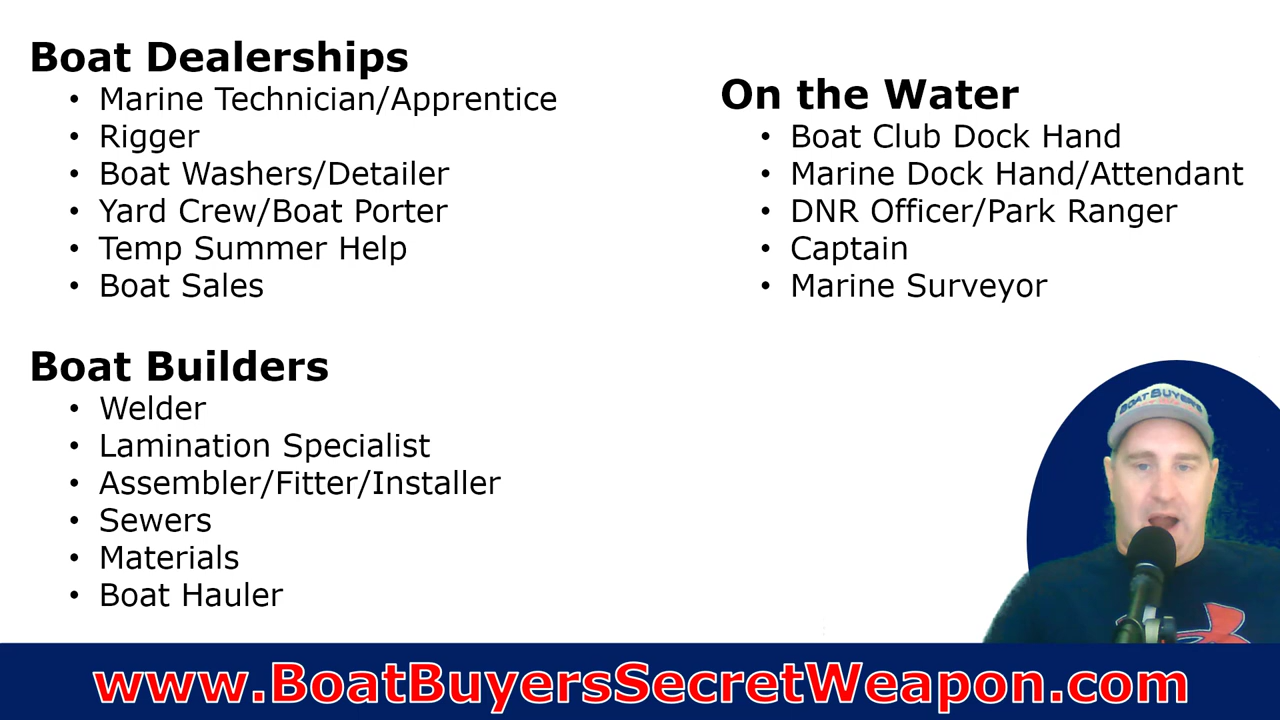 Boat Dealerships
• Marine Technician/Apprentice
• Rigger
• Boat Washers/Detailer
• Yard Crew/Boat Porter
• Temp Summer Help
• Boat Sales
Boat Builders
• Welder
• Lamination Specialist
• Assembler/Fitter/Installer
• Sewers
• Materials
• Boat Hauler
On the Water
• Boat Club Dock Hand
• Marine Dock Hand/Attendant
• DNR Officer/Park Ranger
• Captain
• Marine Surveyor
BOATBUYERS
www.BoatBuyersSecretWeapon.com